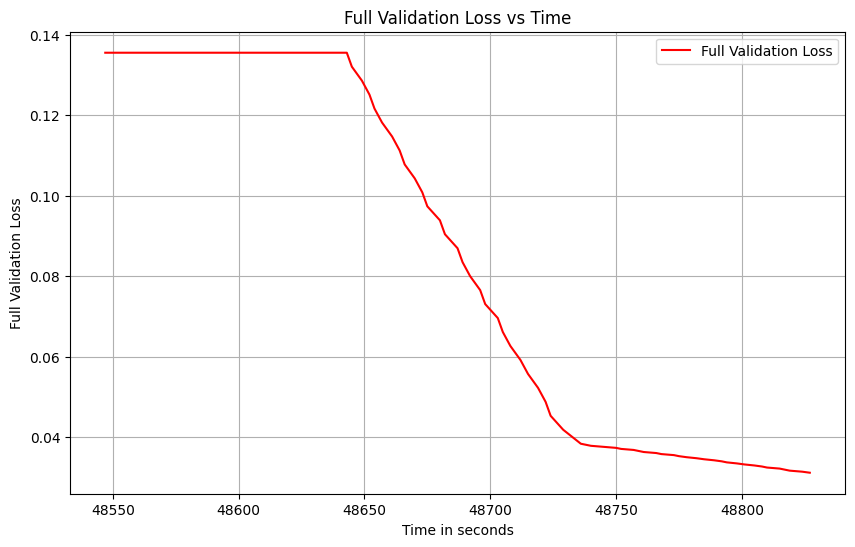 Full Validation Loss vs Time
Full Validation Loss
0.14
0.12
0.10
0.08
0.06
0.04
Full Validation Loss
48550 48600 48650 48700 48750 48800
Time in seconds